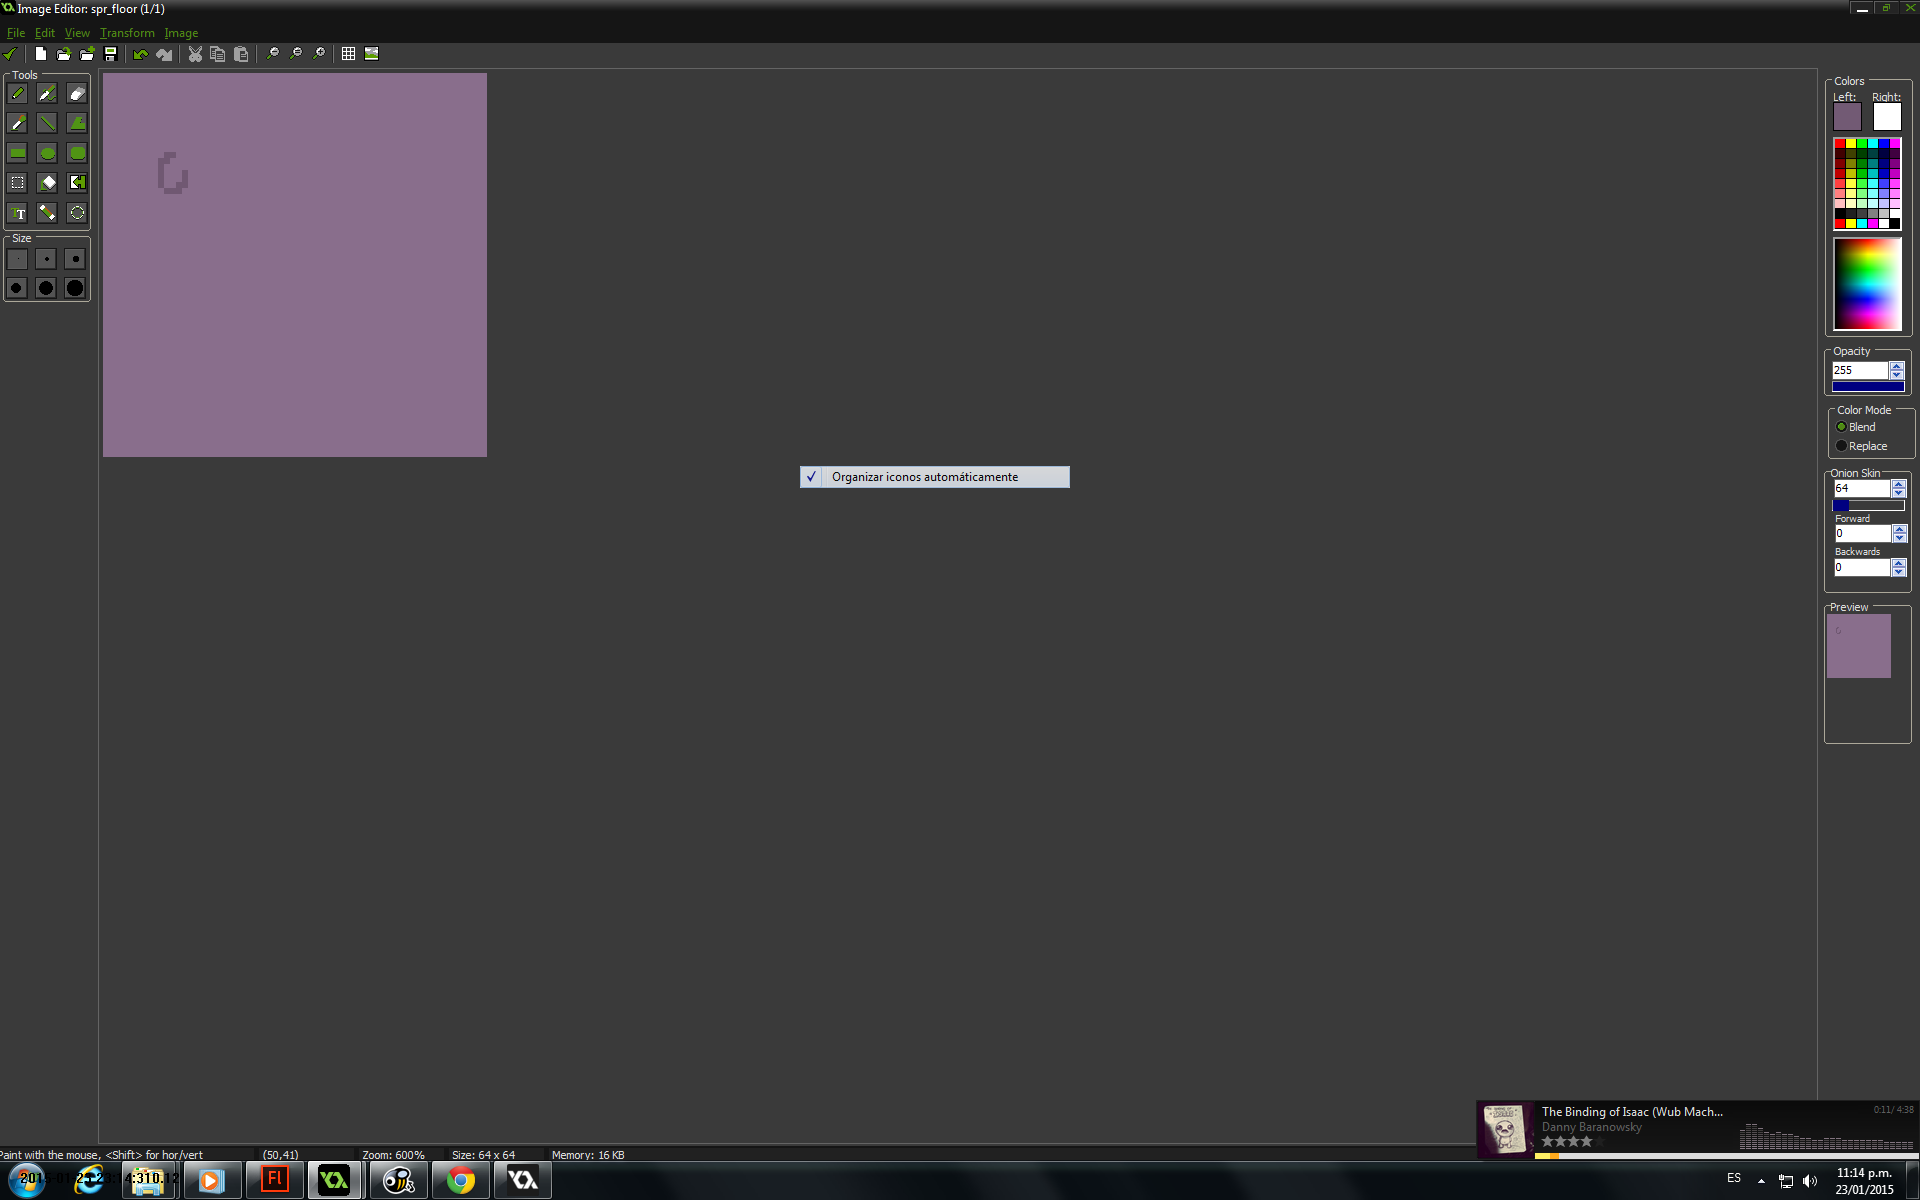 Image Editor: spr_floor (1/1)
File Edit View Transform Image
Tools
TT
Size
Colors
Left: Right:
Opacity
255
Color Mode
Blend
Replace
Onion Skin
64
Forward
0
Backwards
0
Preview
✓ Organizar iconos automáticamente
The Binding of Isaac (Wub Mach...
0:11/ 4:38
Danny Baranowsky
Paint with the mouse, <Shift> for hor/vert (50,41) Zoom: 600% Size: 64 x 64 Memory: 16 KB
Fl
ES
11:14 p.m.
23/01/2015